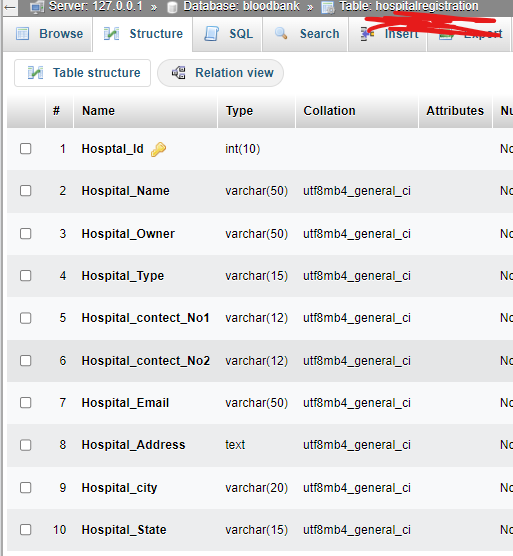 Server: 127.0.0.1 » Database: bloodbank » Table: hospitalregistration
Browse Structure SQL Search Insert Export
Table structure Relation view
# Name Type Collation Attributes Nu
1 Hosptal_Id int(10) No
2 Hospital_Name varchar(50) utf8mb4_general_ci No
3 Hospital_Owner varchar(50) utf8mb4_general_ci No
4 Hospital_Type varchar(15) utf8mb4_general_ci No
5 Hospital_contect_No1 varchar(12) utf8mb4_general_ci No
6 Hospital_contect_No2 varchar(12) utf8mb4_general_ci No
7 Hospital_Email varchar(50) utf8mb4_general_ci No
8 Hospital_Address text utf8mb4_general_ci No
9 Hospital_city varchar(20) utf8mb4_general_ci No
10 Hospital_State varchar(15) utf8mb4_general_ci No